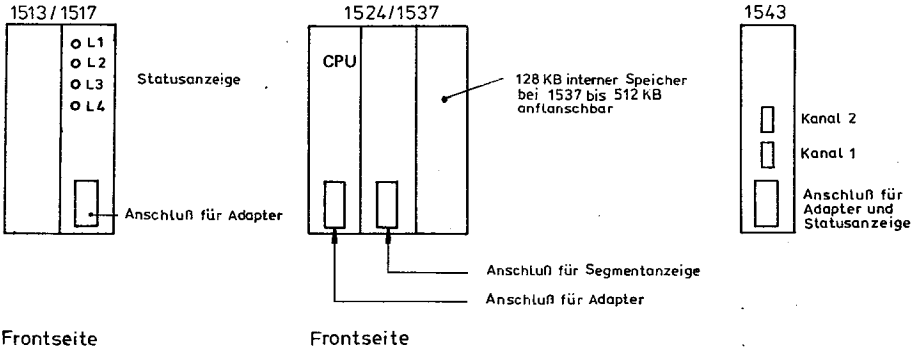 1513/1517
L1
L2
L3
L4
Statusanzeige
Anschluß für Adapter
Frontseite
1524/1537
CPU
128 KB interner Speicher
bei 1537 bis 512 KB
anflanschbar
Anschluß für Segmentanzeige
Anschluß für Adapter
Frontseite
1543
Kanal 2
Kanal 1
Anschluß für
Adapter und
Statusanzeige